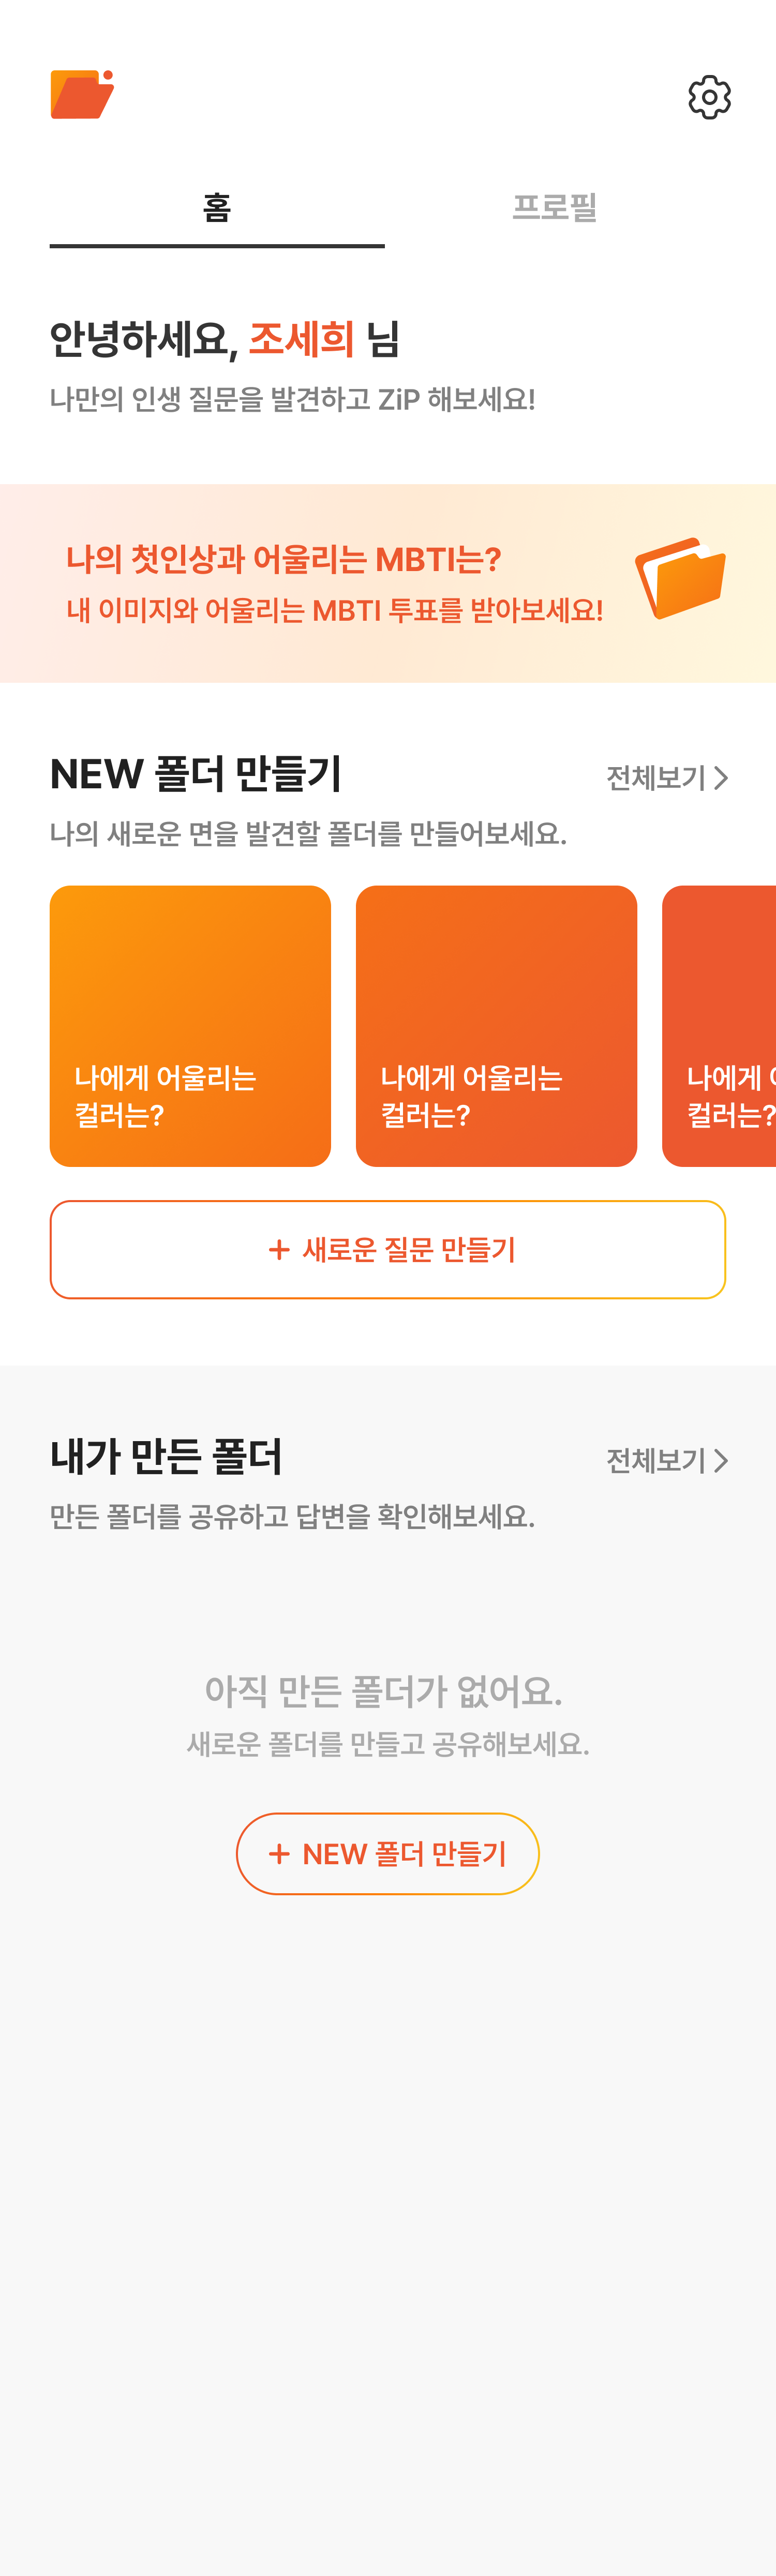 홈
프로필
안녕하세요, 조세희 님
나만의 인생 질문을 발견하고 ZiP 해보세요!
나의 첫인상과 어울리는 MBTI는?
내 이미지와 어울리는 MBTI 투표를 받아보세요!
NEW 폴더 만들기
전체보기
나의 새로운 면을 발견할 폴더를 만들어보세요.
나에게 어울리는
컬러는?
나에게 어울리는
컬러는?
나에게
컬러는?
+ 새로운 질문 만들기
내가 만든 폴더
전체보기
만든 폴더를 공유하고 답변을 확인해보세요.
아직 만든 폴더가 없어요.
새로운 폴더를 만들고 공유해보세요.
+ NEW 폴더 만들기